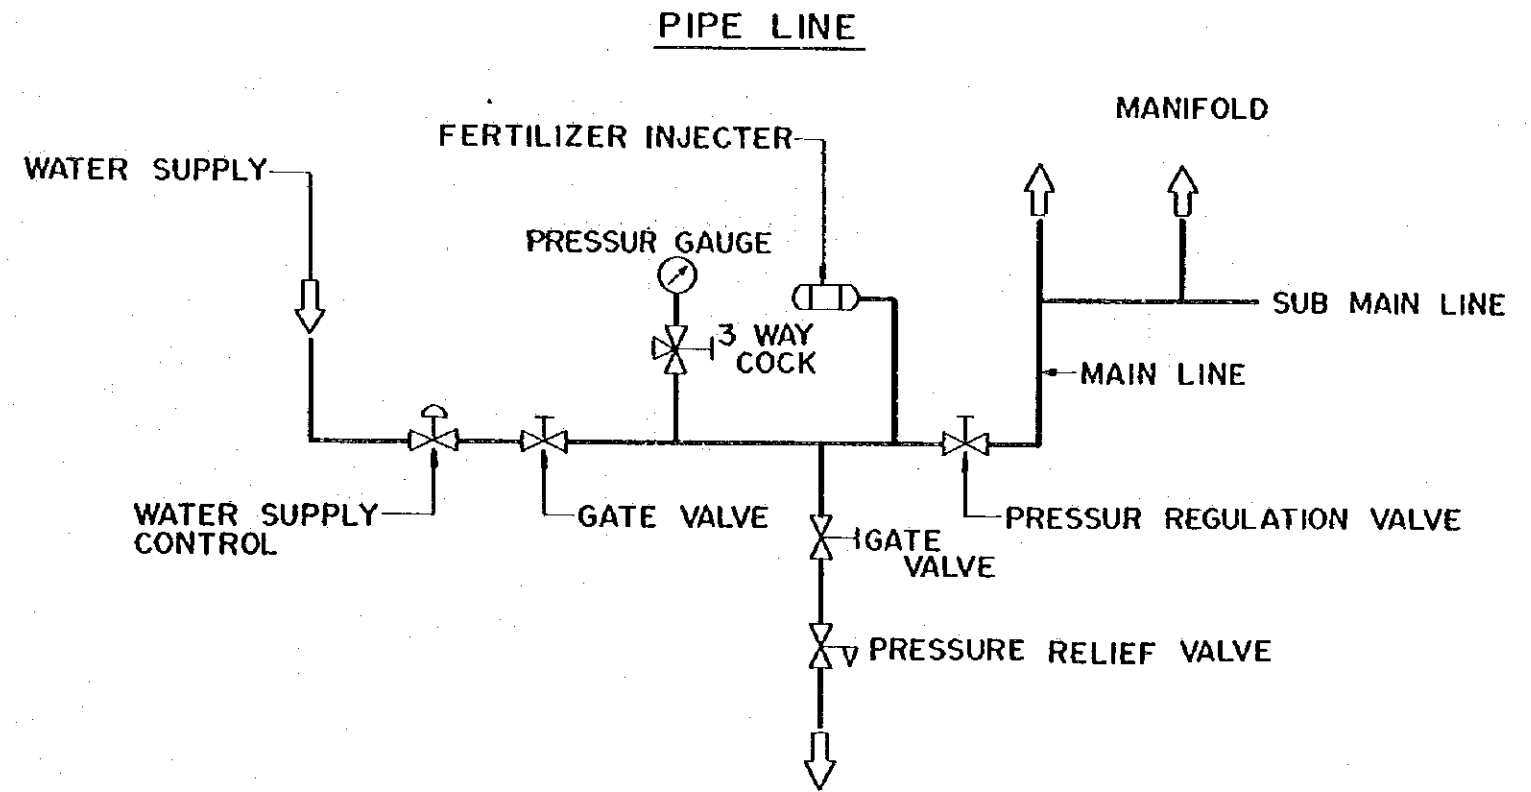 PIPE LINE
MANIFOLD
FERTILIZER INJECTER
WATER SUPPLY
PRESSUR GAUGE
SUB MAIN LINE
3 WAY
COCK
MAIN LINE
WATER SUPPLY
CONTROL
GATE VALVE
PRESSUR REGULATION VALVE
GATE
VALVE
PRESSURE RELIEF VALVE